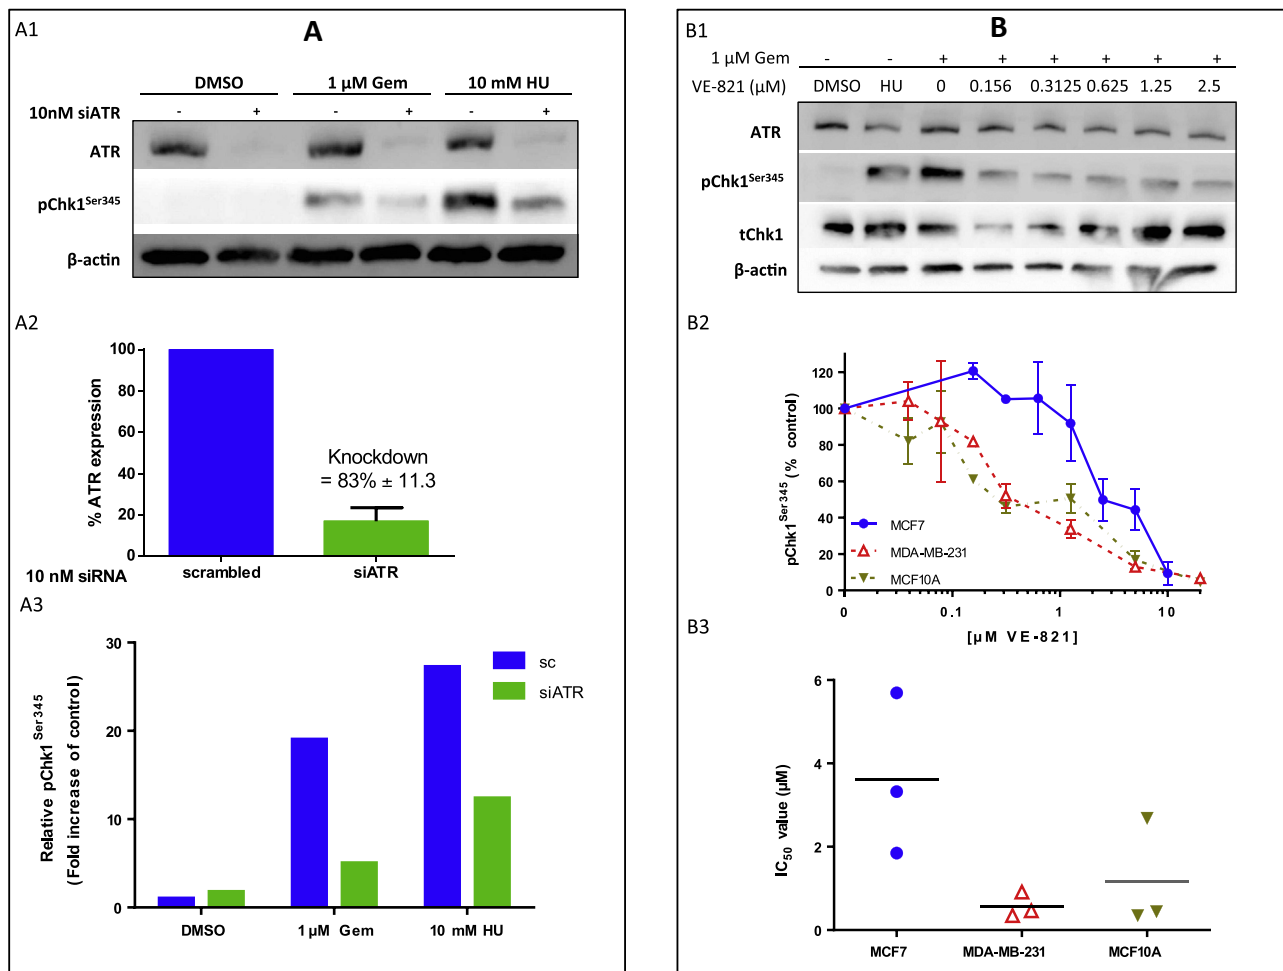 A
A1
DMSO 1 µM Gem 10 mM HU
10nM siATR - + - + - +
ATR
pChk1Ser345
β-actin
A2
100
80
60
40
20
0
% ATR expression
Knockdown
= 83% ± 11.3
scrambled siATR
10 nM siRNA
A3
30
20
10
0
Relative pChk1Ser345
(Fold increase of control)
sc
siATR
DMSO 1 µM Gem 10 mM HU
B
B1
1 µM Gem - - + + + + + +
VE-821 (µM) DMSO HU 0 0.156 0.3125 0.625 1.25 2.5
ATR
pChk1Ser345
tChk1
β-actin
B2
120
100
80
60
40
20
0
pChk1Ser345
(% control)
MCF7
MDA-MB-231
MCF10A
0 0.1 1 10
[µM VE-821]
B3
6
4
2
0
IC50 value (µM)
MCF7 MDA-MB-231 MCF10A